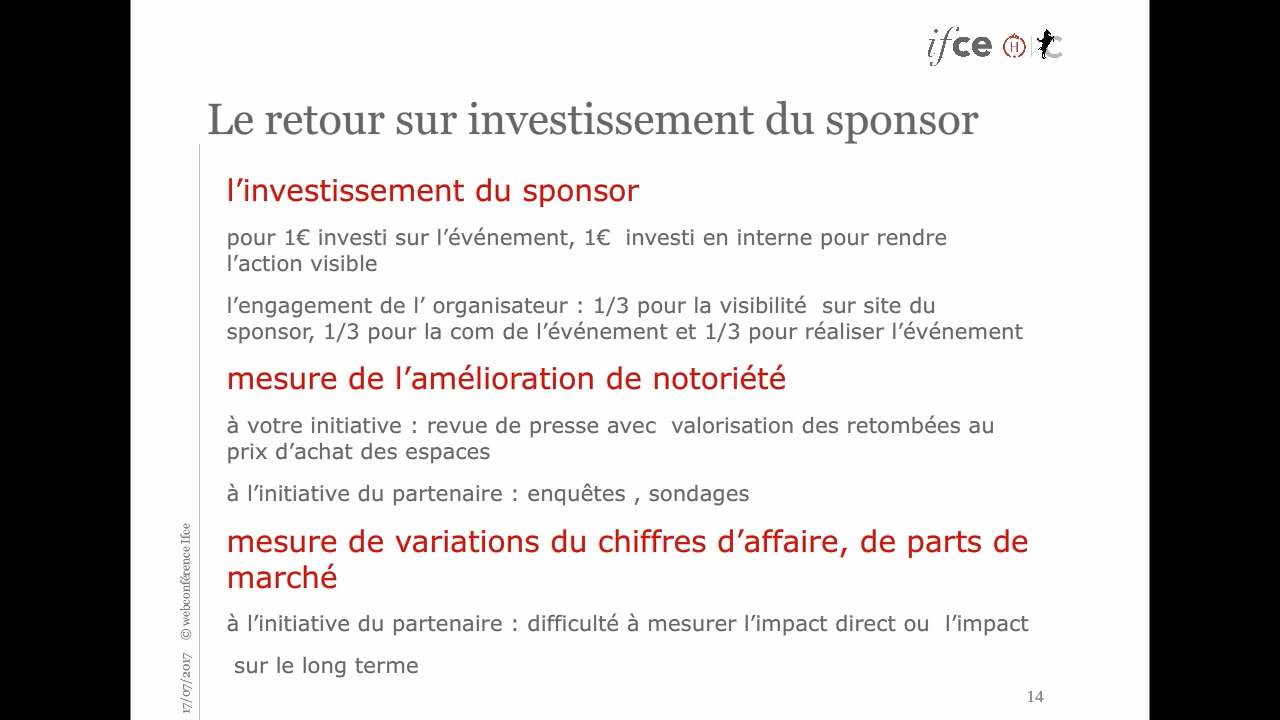 ifce
H
Le retour sur investissement du sponsor
l’investissement du sponsor
pour 1€ investi sur l’événement, 1€  investi en interne pour rendre
l’action visible
l’engagement de l’ organisateur : 1/3 pour la visibilité  sur site du
sponsor, 1/3 pour la com de l’événement et 1/3 pour réaliser l’événement
mesure de l’amélioration de notoriété
à votre initiative : revue de presse avec  valorisation des retombées au
prix d’achat des espaces
à l’initiative du partenaire : enquêtes , sondages
mesure de variations du chiffres d’affaire, de parts de
marché
à l’initiative du partenaire : difficulté à mesurer l’impact direct ou  l’impact
sur le long terme
17/07/2017 © webconférence Ifce
14